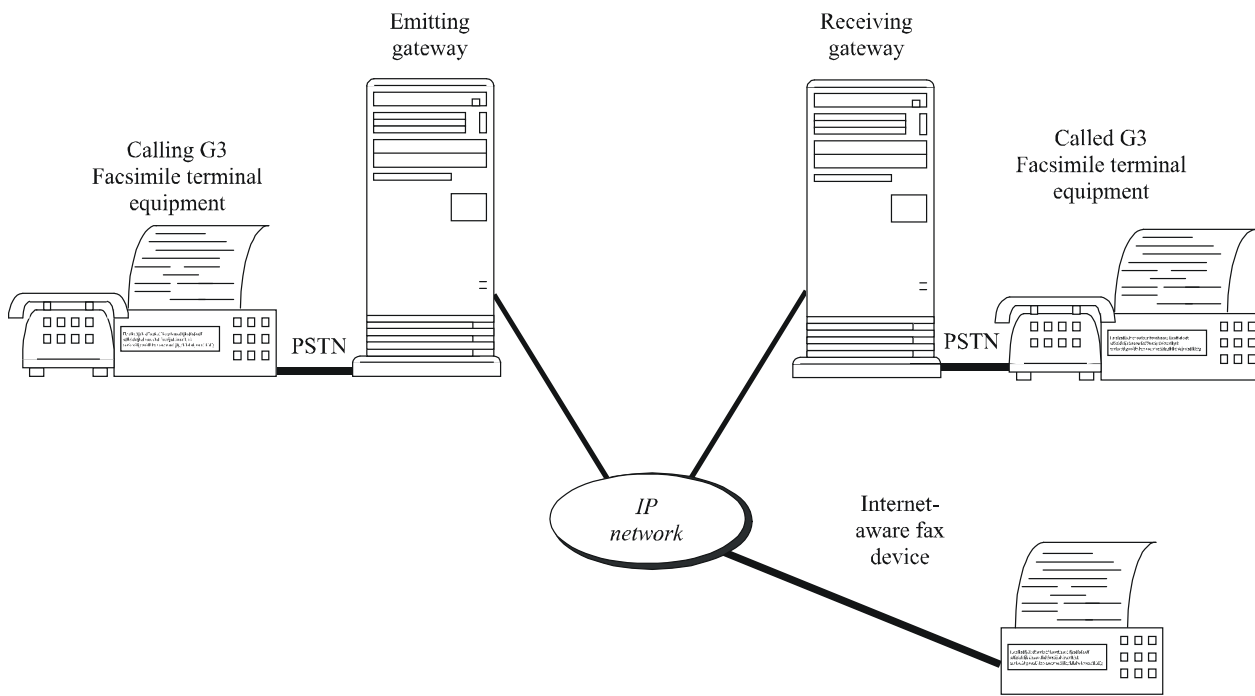 Emitting
gateway
Receiving
gateway
Calling G3
Facsimile terminal
equipment
Called G3
Facsimile terminal
equipment
PSTN
PSTN
IP
network
Internet-
aware fax
device